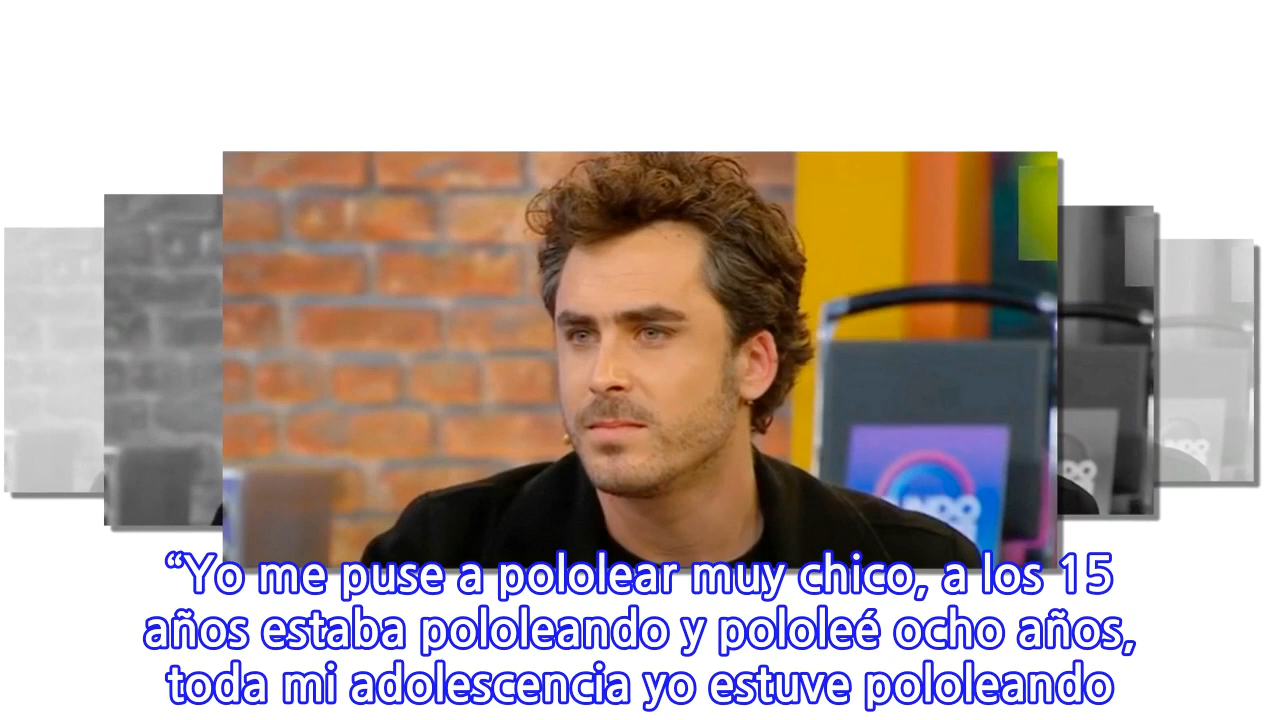 “Yo me puse a pololear muy chico, a los 15
años estaba pololeando y pololeé ocho años,
toda mi adolescencia yo estuve pololeando